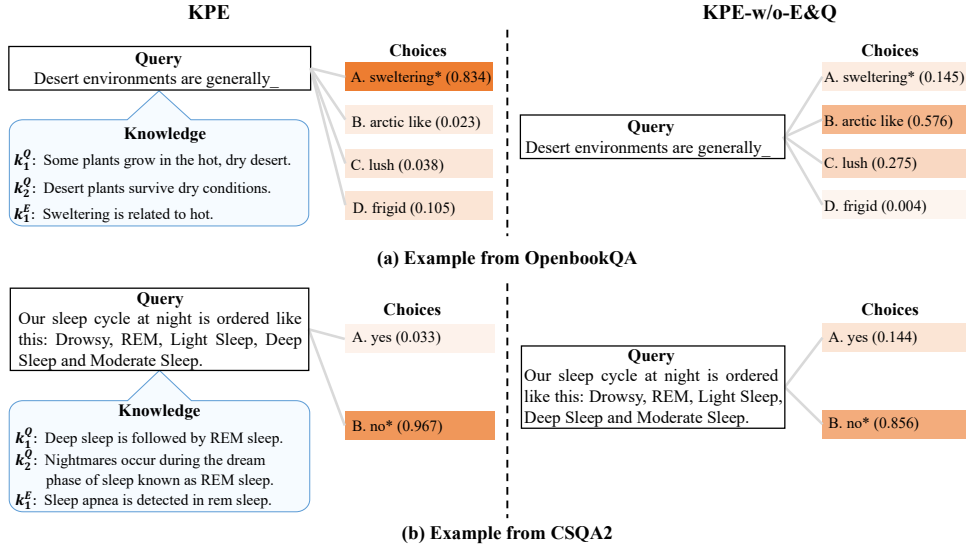 KPE
KPE-w/o-E&Q
Query
Desert environments are generally_
Knowledge
k₁^Q: Some plants grow in the hot, dry desert.
k₂^Q: Desert plants survive dry conditions.
k₁^E: Sweltering is related to hot.
Choices
A. sweltering* (0.834)
B. arctic like (0.023)
C. lush (0.038)
D. frigid (0.105)
Query
Desert environments are generally_
Choices
A. sweltering* (0.145)
B. arctic like (0.576)
C. lush (0.275)
D. frigid (0.004)
(a) Example from OpenbookQA
Query
Our sleep cycle at night is ordered like
this: Drowsy, REM, Light Sleep, Deep
Sleep and Moderate Sleep.
Knowledge
k₁^Q: Deep sleep is followed by REM sleep.
k₂^Q: Nightmares occur during the dream
phase of sleep known as REM sleep.
k₁^E: Sleep apnea is detected in rem sleep.
Choices
A. yes (0.033)
B. no* (0.967)
Query
Our sleep cycle at night is ordered
like this: Drowsy, REM, Light Sleep,
Deep Sleep and Moderate Sleep.
Choices
A. yes (0.144)
B. no* (0.856)
(b) Example from CSQA2